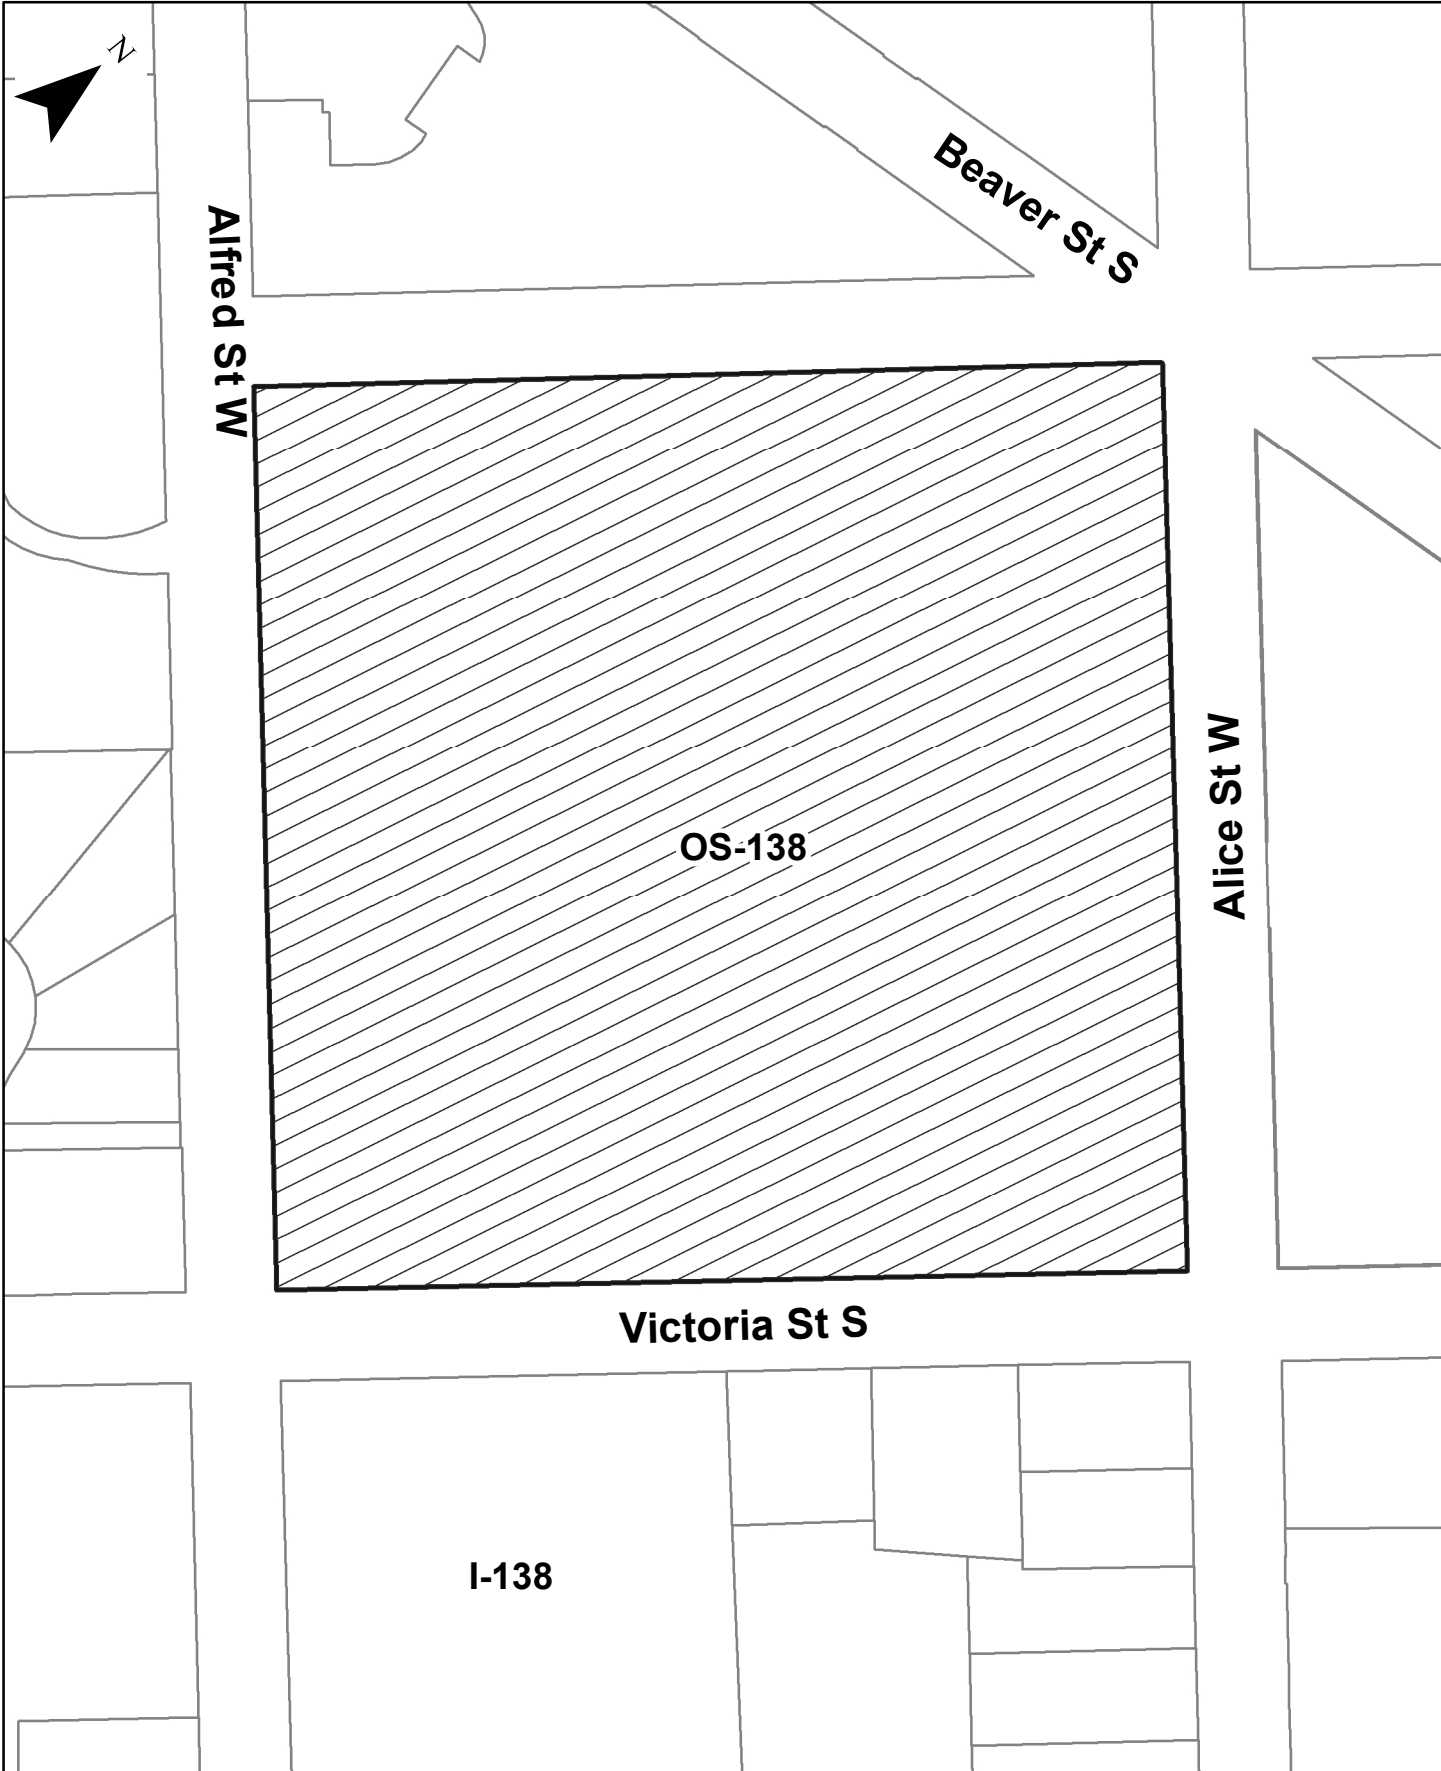 N
Beaver St S
Alfred St W
Alice St W
OS-138
Victoria St S
I-138